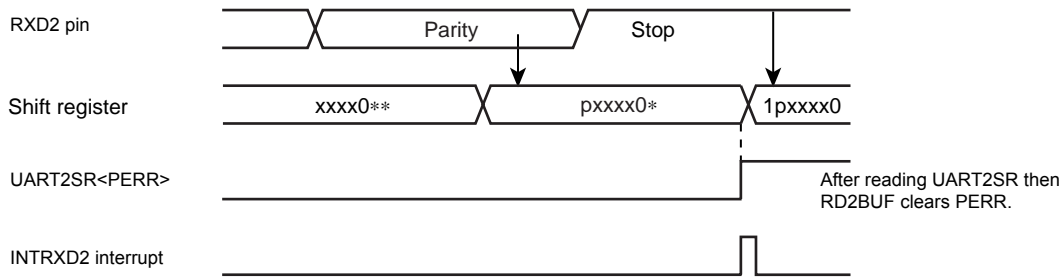 RXD2 pin
Parity
Stop
Shift register
xxxx0**
pxxxx0*
1pxxxx0
UART2SR<PERR>
After reading UART2SR then
RD2BUF clears PERR.
INTRXD2 interrupt